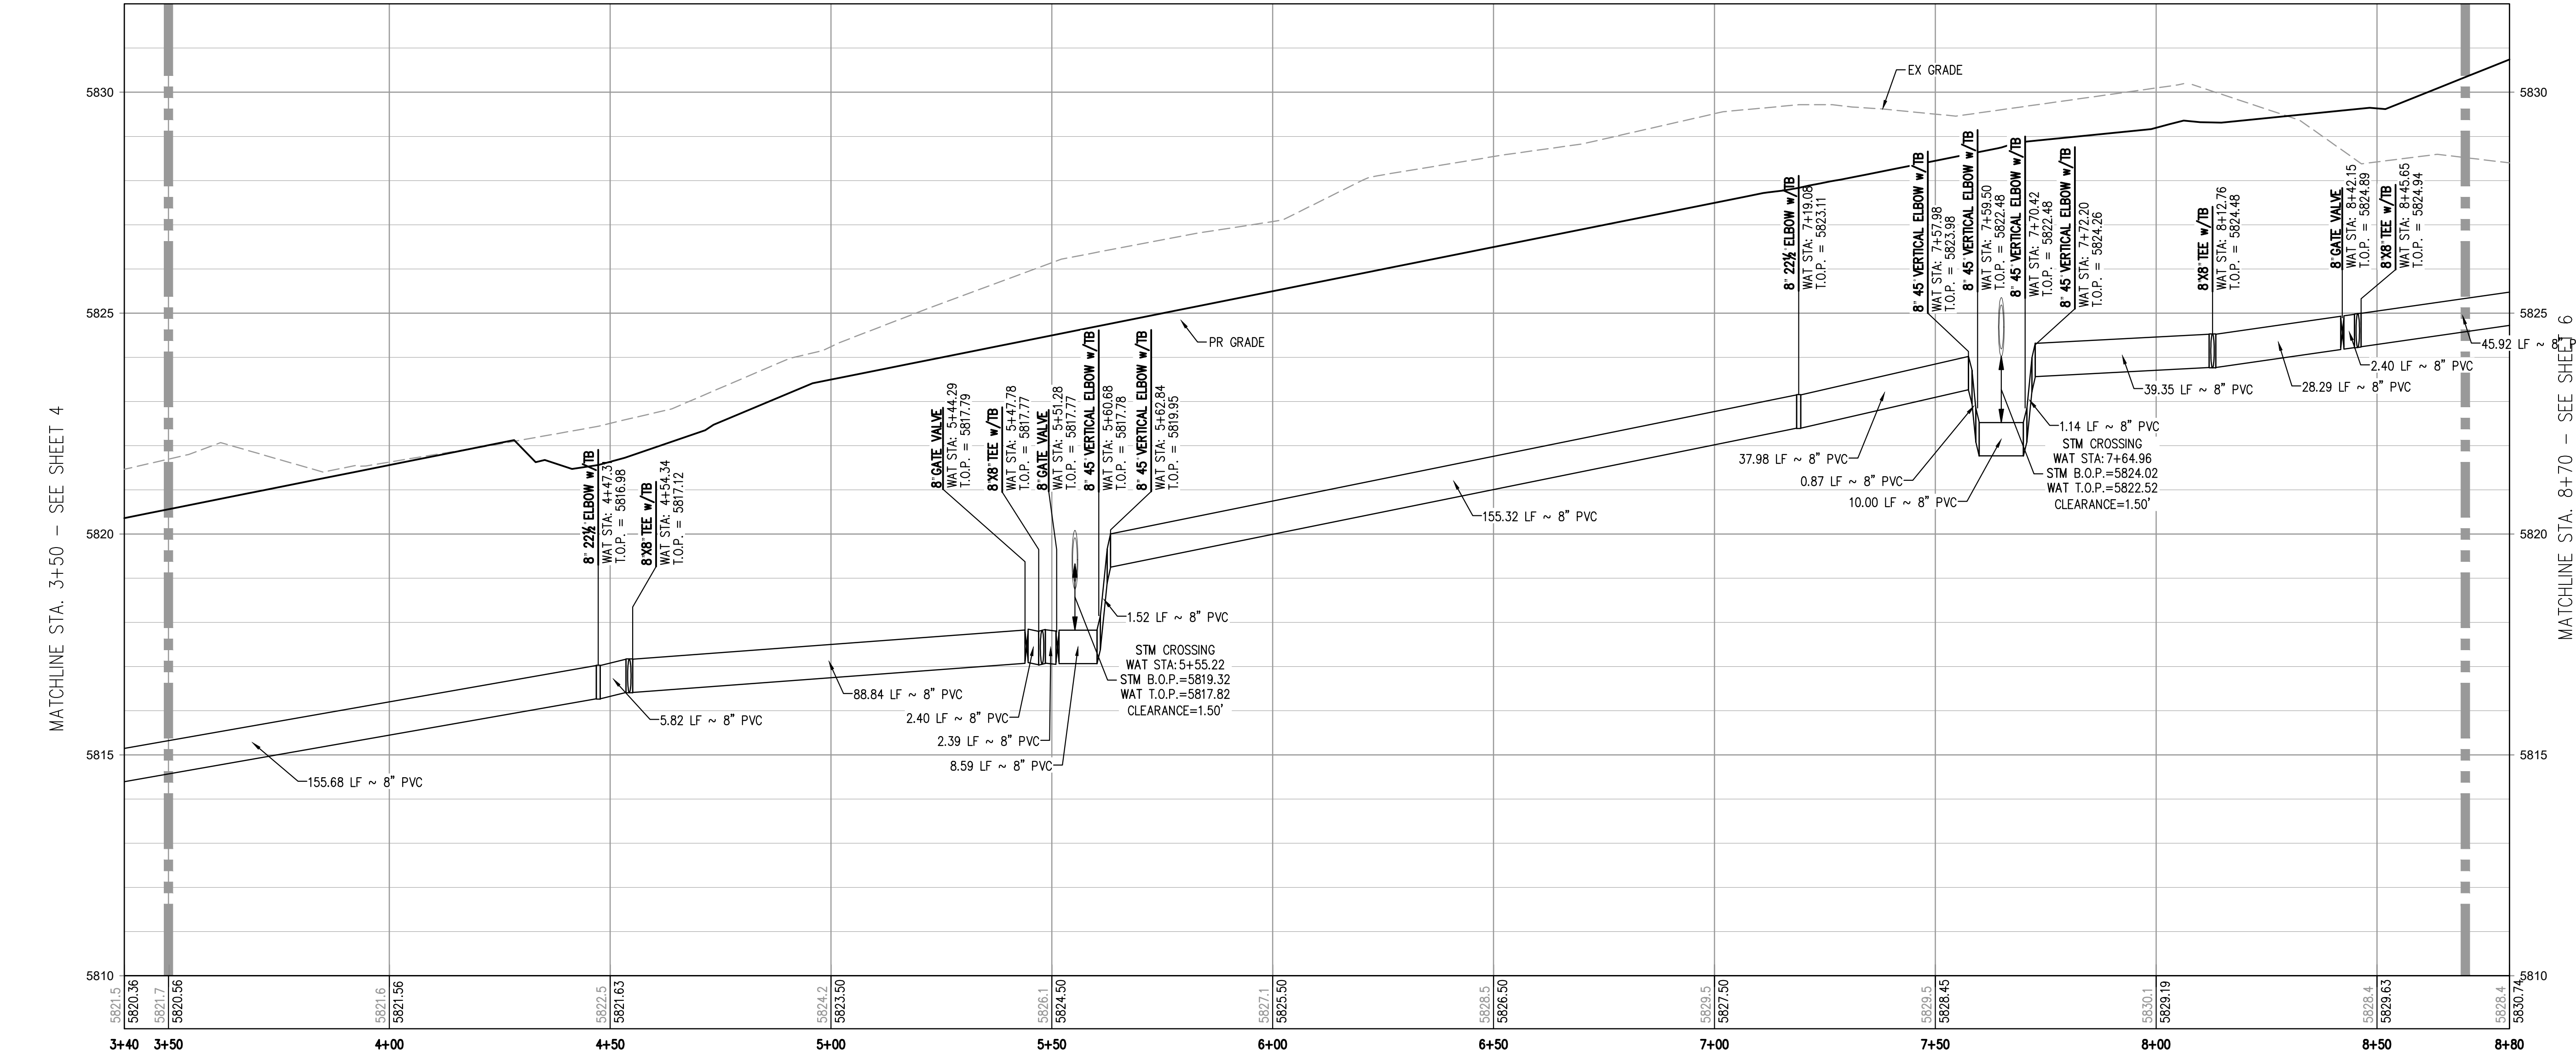 MATCHLINE STA. 3+50 - SEE SHEET 4
5830
5825
5820
5815
5810
EX GRADE
PR GRADE
8" 22½°ELBOW w/TB
WAT STA: 4+47.3
T.O.P. = 5816.98
8"X8"TEE w/TB
WAT STA: 4+54.34
T.O.P. = 5817.12
8"GATE VALVE
WAT STA: 5+44.29
T.O.P. = 5817.79
8"X8"TEE w/TB
WAT STA: 5+47.78
T.O.P. = 5817.77
8"GATE VALVE
WAT STA: 5+51.28
T.O.P. = 5817.77
8" 45°VERTICAL ELBOW w/TB
WAT STA: 5+60.68
T.O.P. = 5817.78
8" 45°VERTICAL ELBOW w/TB
WAT STA: 5+62.84
T.O.P. = 5819.95
8" 22½°ELBOW w/TB
WAT STA: 7+19.08
T.O.P. = 5823.11
8" 45°VERTICAL ELBOW w/TB
WAT STA: 7+57.98
T.O.P. = 5823.98
8" 45°VERTICAL ELBOW w/TB
WAT STA: 7+59.50
T.O.P. = 5822.48
8" 45°VERTICAL ELBOW w/TB
WAT STA: 7+70.42
T.O.P. = 5822.48
8" 45°VERTICAL ELBOW w/TB
WAT STA: 7+72.20
T.O.P. = 5824.26
8"X8"TEE w/TB
WAT STA: 8+12.76
T.O.P. = 5824.48
8"GATE VALVE
WAT STA: 8+42.15
T.O.P. = 5824.89
8"X8"TEE w/TB
WAT STA: 8+45.65
T.O.P. = 5824.94
155.68 LF ~ 8" PVC
5.82 LF ~ 8" PVC
88.84 LF ~ 8" PVC
2.40 LF ~ 8" PVC
2.39 LF ~ 8" PVC
8.59 LF ~ 8" PVC
1.52 LF ~ 8" PVC
STM CROSSING
WAT STA: 5+55.22
STM B.O.P.=5819.32
WAT T.O.P.=5817.82
CLEARANCE=1.50'
155.32 LF ~ 8" PVC
37.98 LF ~ 8" PVC
0.87 LF ~ 8" PVC
10.00 LF ~ 8" PVC
1.14 LF ~ 8" PVC
STM CROSSING
WAT STA: 7+64.96
STM B.O.P.=5824.02
WAT T.O.P.=5822.52
CLEARANCE=1.50'
39.35 LF ~ 8" PVC
28.29 LF ~ 8" PVC
2.40 LF ~ 8" PVC
45.92 LF ~ 8" P
5830
5825
5820
5815
5810
MATCHLINE STA. 8+70 - SEE SHEET 6
5821.5
5820.36
5821.7
5820.56
5821.6
5821.56
5822.5
5821.63
5824.2
5823.50
5826.1
5824.50
5827.1
5825.50
5828.5
5826.50
5829.5
5827.50
5829.5
5828.45
5830.1
5829.19
5828.4
5829.63
5828.4
5830.74
3+40 3+50 4+00 4+50 5+00 5+50 6+00 6+50 7+00 7+50 8+00 8+50 8+80